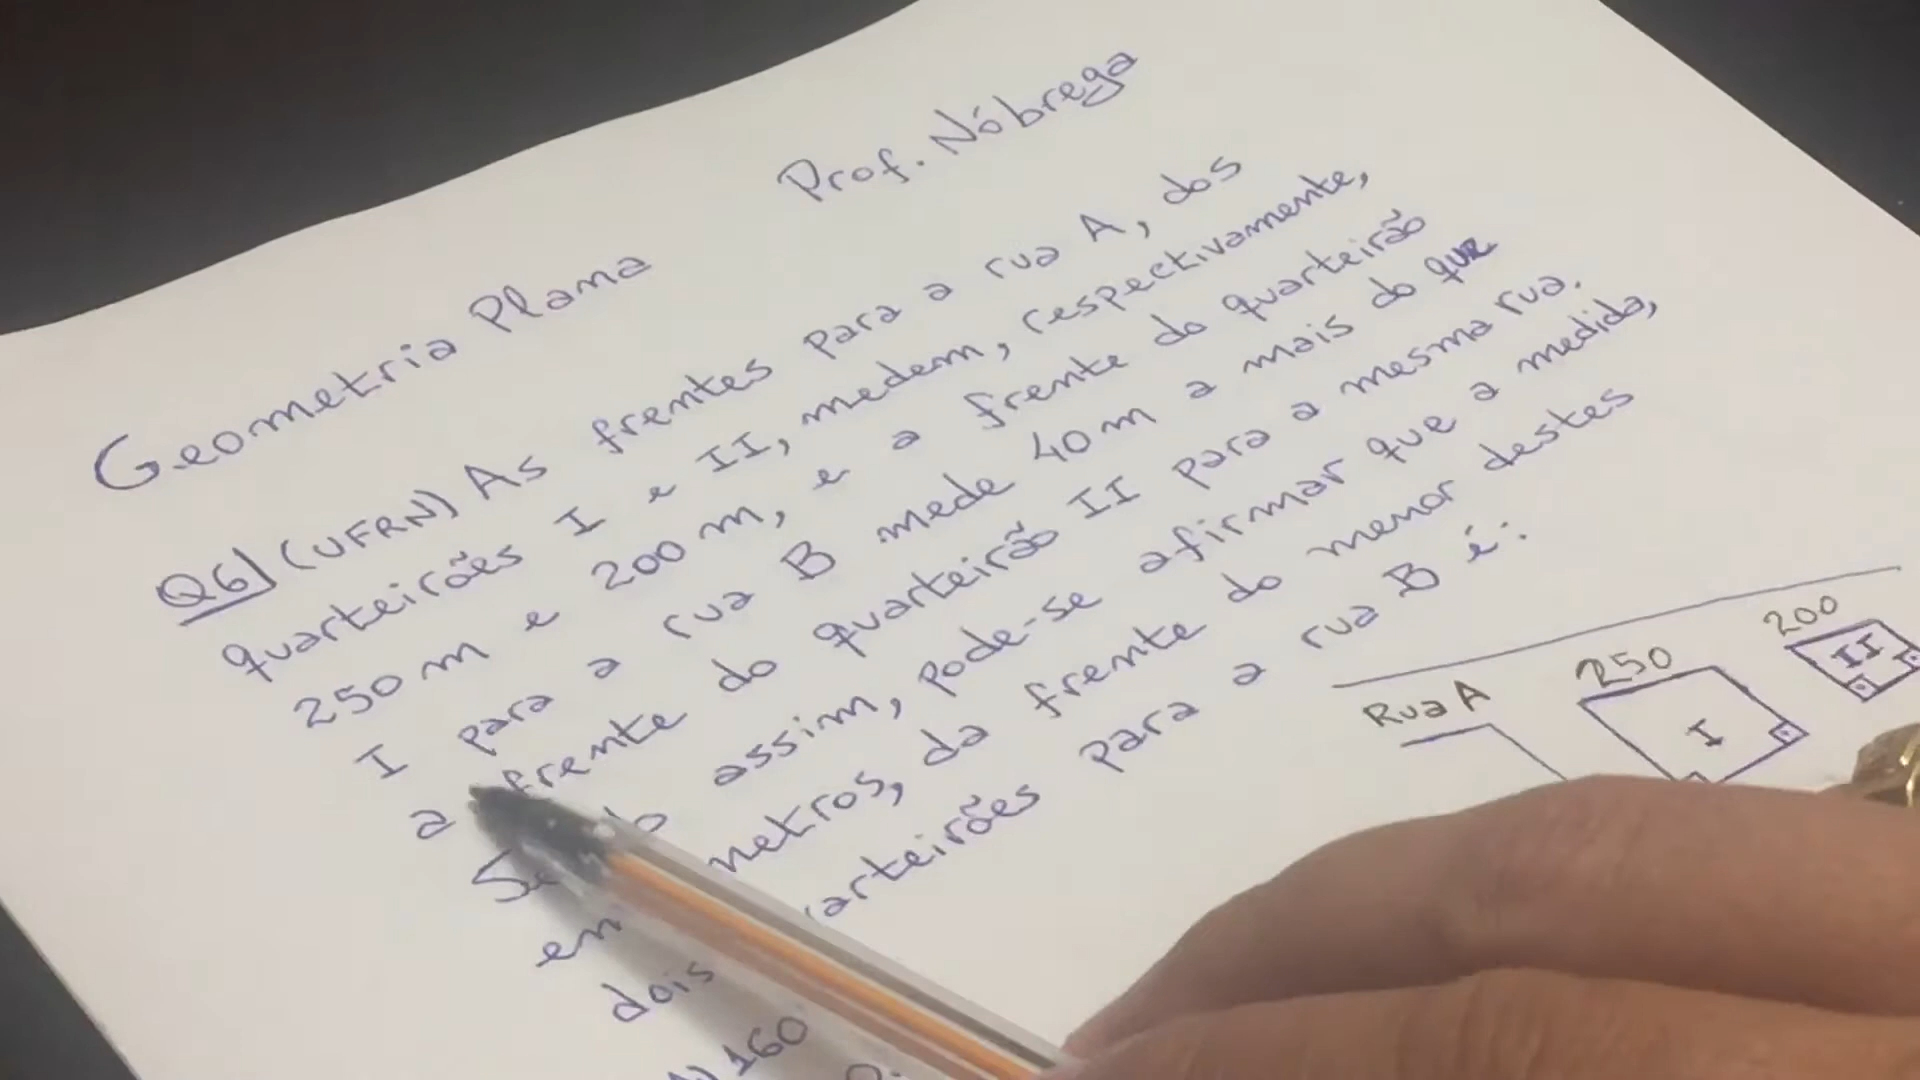 Geometria Plana
Prof. Nóbrega
Q6) (UFRN) As frentes para a rua A, dos
quarteirões I e II, medem, respectivamente,
250 m e 200 m, e a frente do quarteirão
I para a rua B mede 40 m a mais do que
a frente do quarteirão II para a mesma rua.
assim, pode-se afirmar que a medida,
em metros, da frente do menor destes
dois para a rua B é:
160
Rua A
250
200
I
II